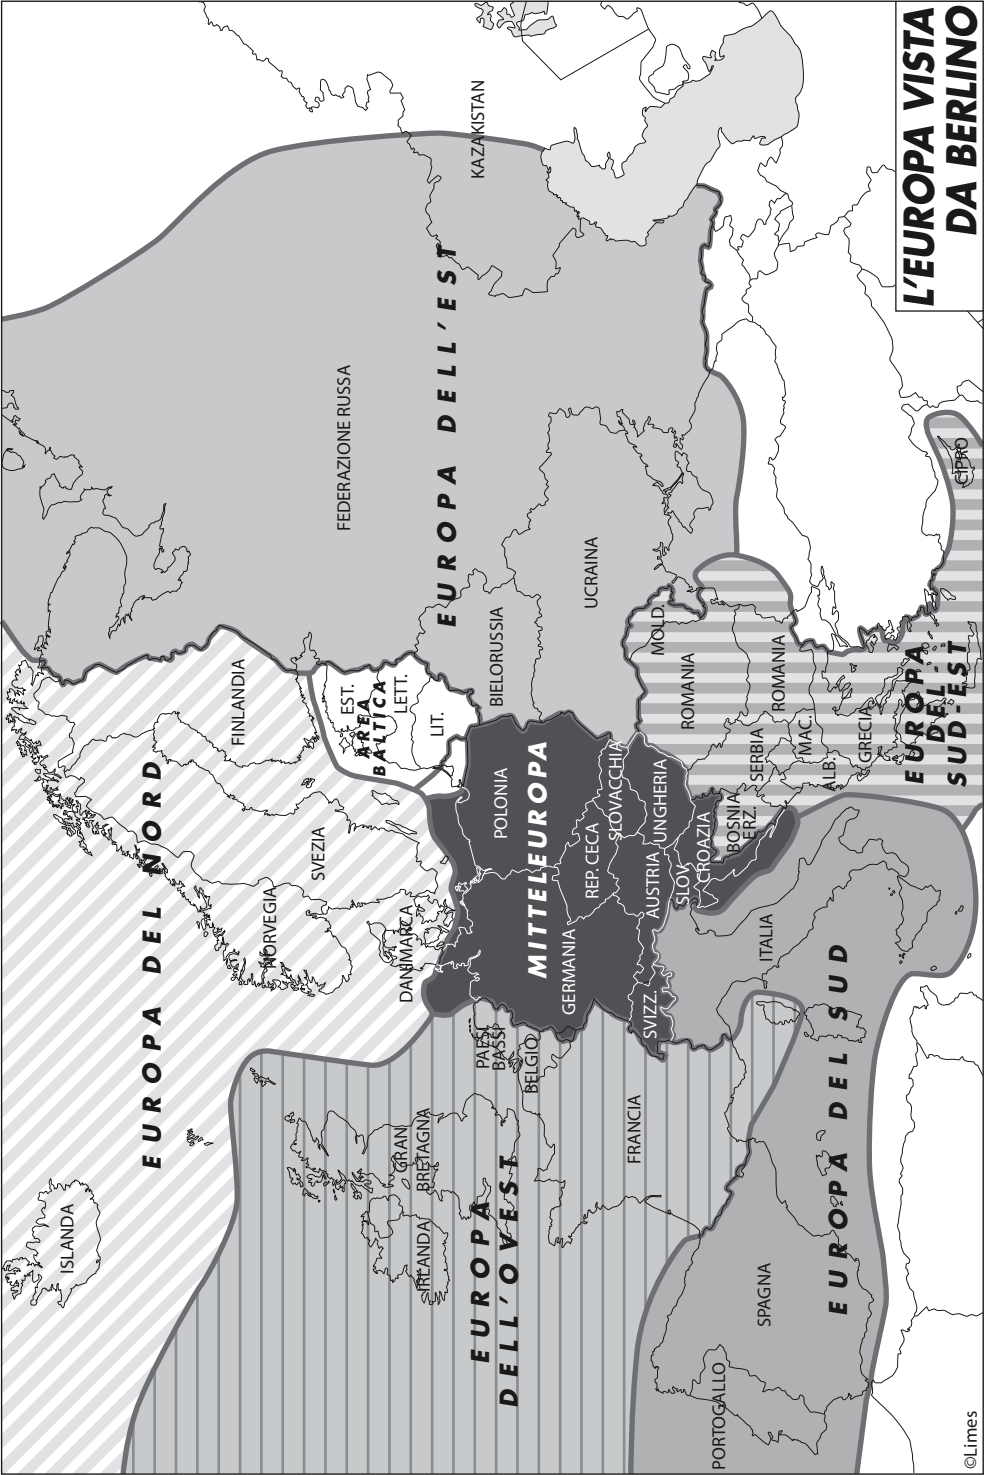 L'EUROPA VISTA
DA BERLINO
EUROPA DEL NORD
ISLANDA
NORVEGIA
SVEZIA
FINLANDIA
DANIMARCA
AREA
BALTICA
EST.
LETT.
LIT.
EUROPA DELL'EST
FEDERAZIONE RUSSA
KAZAKISTAN
BIELORUSSIA
UCRAINA
EUROPA
DELL'OVEST
IRLANDA
GRAN
BRETAGNA
PAESI
BASSI
BELGIO
FRANCIA
MITTELEUROPA
GERMANIA
POLONIA
REP. CECA
SLOVACCHIA
AUSTRIA
UNGHERIA
SVIZZ.
SLOV.
CROAZIA
EUROPA DEL SUD
PORTOGALLO
SPAGNA
ITALIA
EUROPA
DEL-
SUD-EST
MOLD.
ROMANIA
ROMANIA
BOSNIA
ERZ.
SERBIA
MAC.
ALB.
GRECIA
CIPRO
©Limes